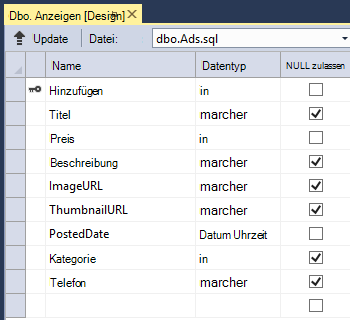 Dbo. Anzeigen [Design]
Update Datei: dbo.Ads.sql
Name Datentyp NULL zulassen
Hinzufügen in
Titel marcher
Preis in
Beschreibung marcher
ImageURL marcher
ThumbnailURL marcher
PostedDate Datum Uhrzeit
Kategorie in
Telefon marcher